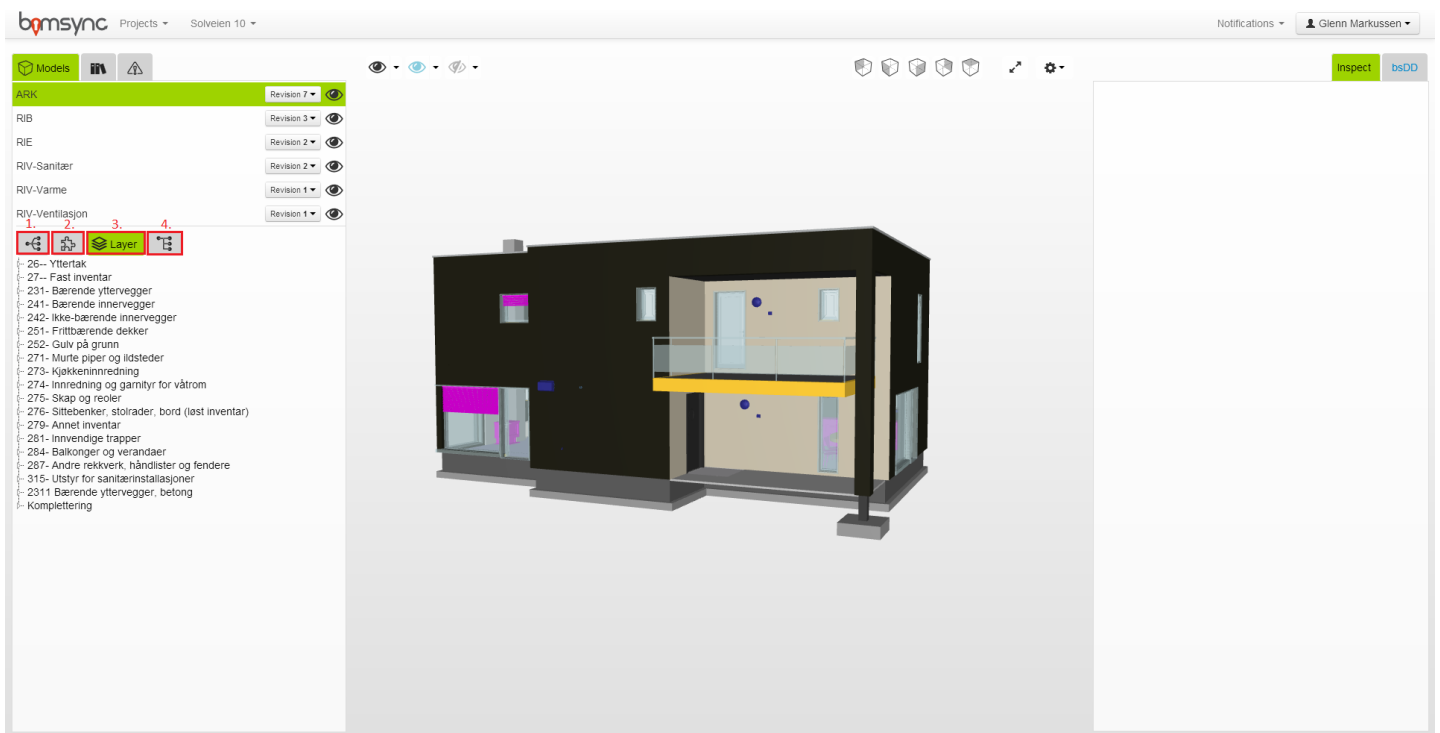 bimsync Projects Solveien 10 Notifications Glenn Markussen
Models Inspect bsDD
ARK Revision 7
RIB Revision 3
RIE Revision 2
RIV-Sanitær Revision 2
RIV-Varme Revision 1
RIV-Ventilasjon Revision 1
1. 2. 3. 4.
Layer
26-- Yttertak
27-- Fast inventar
231- Bærende yttervegger
241- Bærende innervegger
242- Ikke-bærende innervegger
251- Frittbærende dekker
252- Gulv på grunn
271- Murte piper og ildsteder
273- Kjøkkeninnredning
274- Innredning og garnityr for våtrom
275- Skap og reoler
276- Sittebenker, stolrader, bord (løst inventar)
279- Annet inventar
281- Innvendige trapper
284- Balkonger og verandaer
287- Andre rekkverk, håndlister og fendere
315- Utstyr for sanitærinstallasjoner
2311 Bærende yttervegger, betong
Komplettering